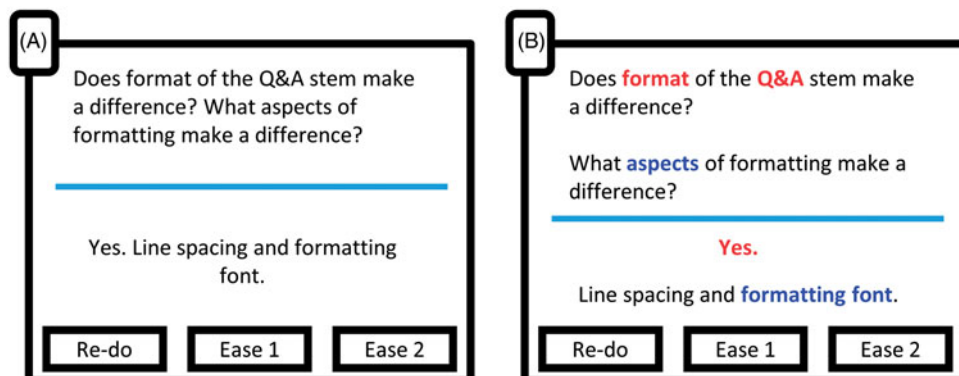 (A)
Does format of the Q&A stem make
a difference? What aspects of
formatting make a difference?
Yes. Line spacing and formatting
font.
Re-do
Ease 1
Ease 2
(B)
Does format of the Q&A stem make
a difference?
What aspects of formatting make a
difference?
Yes.
Line spacing and formatting font.
Re-do
Ease 1
Ease 2